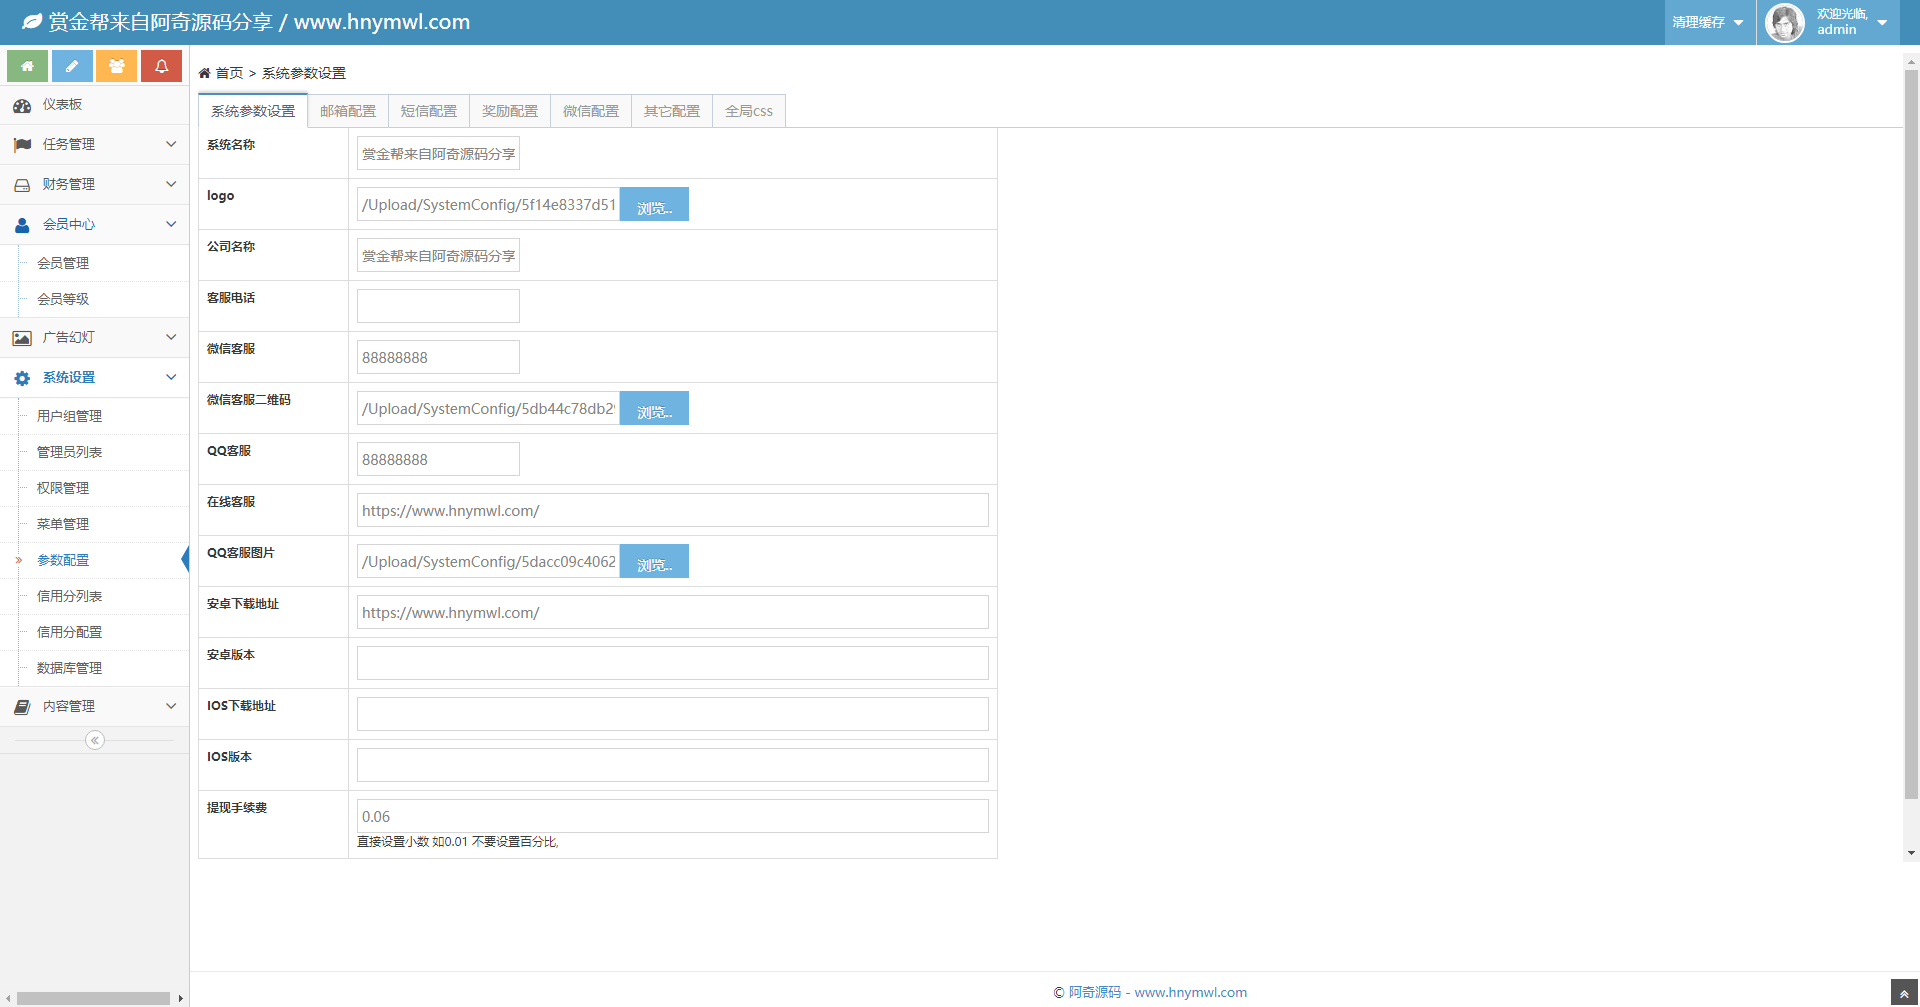 赏金帮来自阿奇源码分享 / www.hnymwl.com
清理缓存
欢迎光临,
admin
首页 > 系统参数设置
仪表板
任务管理
财务管理
会员中心
会员管理
会员等级
广告幻灯
系统设置
用户组管理
管理员列表
权限管理
菜单管理
参数配置
信用分列表
信用分配置
数据库管理
内容管理
系统参数设置 邮箱配置 短信配置 奖励配置 微信配置 其它配置 全局css
系统名称 赏金帮来自阿奇源码分享
logo /Upload/SystemConfig/5f14e8337d51 浏览..
公司名称 赏金帮来自阿奇源码分享
客服电话
微信客服 88888888
微信客服二维码 /Upload/SystemConfig/5db44c78db2 浏览..
QQ客服 88888888
在线客服 https://www.hnymwl.com/
QQ客服图片 /Upload/SystemConfig/5dacc09c4062 浏览..
安卓下载地址 https://www.hnymwl.com/
安卓版本
IOS下载地址
IOS版本
提现手续费 0.06
直接设置小数 如0.01 不要设置百分比,
© 阿奇源码 - www.hnymwl.com